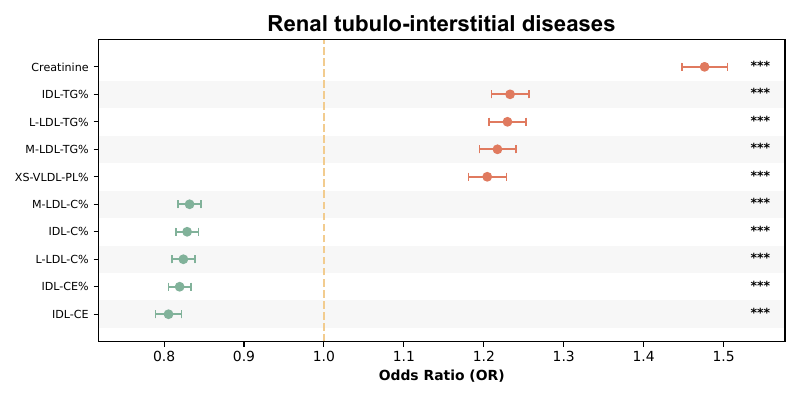 Renal tubulo-interstitial diseases
Creatinine ***
IDL-TG% ***
L-LDL-TG% ***
M-LDL-TG% ***
XS-VLDL-PL% ***
M-LDL-C% ***
IDL-C% ***
L-LDL-C% ***
IDL-CE% ***
IDL-CE ***
0.8 0.9 1.0 1.1 1.2 1.3 1.4 1.5
Odds Ratio (OR)